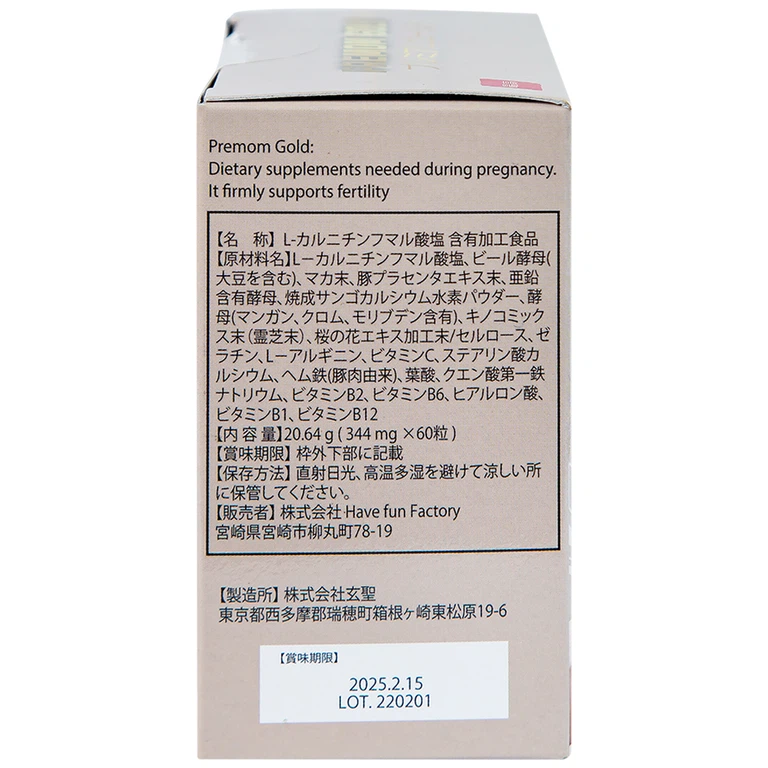 Premom Gold:
Dietary supplements needed during pregnancy.
It firmly supports fertility
【名　称】 L-カルニチンフマル酸塩 含有加工食品
【原材料名】L－カルニチンフマル酸塩、ビール酵母(
大豆を含む)、マカ末、豚プラセンタエキス末、亜鉛
含有酵母、焼成サンゴカルシウム水素パウダー、酵
母(マンガン、クロム、モリブデン含有)、キノコミック
ス末（霊芝末）、桜の花エキス加工末/セルロース、ゼ
ラチン、L－アルギニン、ビタミンC、ステアリン酸カ
ルシウム、ヘム鉄(豚肉由来)、葉酸、クエン酸第一鉄
ナトリウム、ビタミンB2、ビタミンB6、ヒアルロン酸、
ビタミンB1、ビタミンB12
【内 容 量】20.64 g ( 344 mg ×60粒 )
【賞味期限】 枠外下部に記載
【保存方法】 直射日光、高温多湿を避けて涼しい所
に保管してください。
【販売者】 株式会社 Have fun Factory
宮崎県宮崎市柳丸町78-19
【製造所】 株式会社玄聖
東京都西多摩郡瑞穂町箱根ヶ崎東松原19-6
【賞味期限】
2025.2.15
LOT. 220201